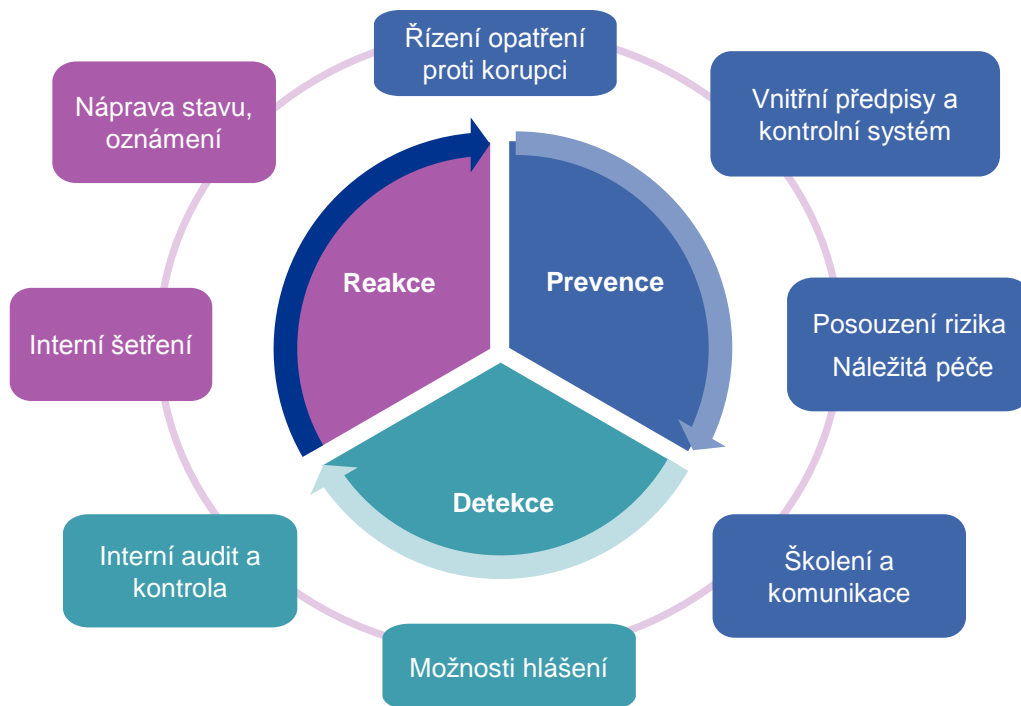 Řízení opatření
proti korupci
Vnitřní předpisy a
kontrolní systém
Posouzení rizika
Náležitá péče
Školení a
komunikace
Možnosti hlášení
Interní audit a
kontrola
Interní šetření
Náprava stavu,
oznámení
Reakce
Prevence
Detekce